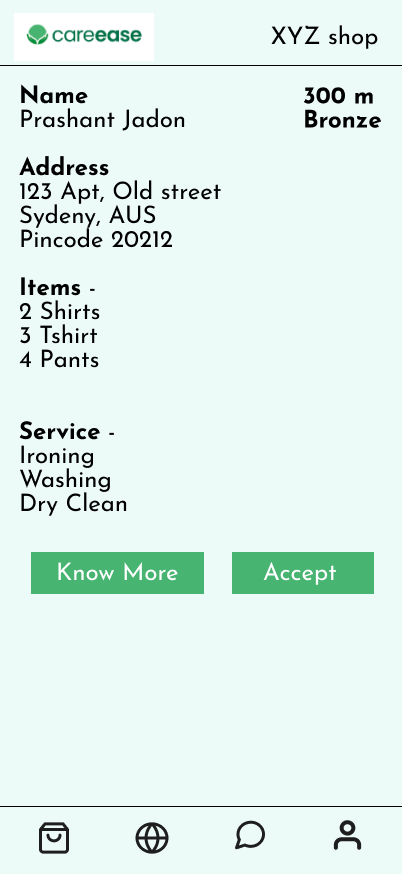 careease
XYZ shop
Name
Prashant Jadon
300 m
Bronze
Address
123 Apt, Old street
Sydeny, AUS
Pincode 20212
Items -
2 Shirts
3 Tshirt
4 Pants
Service -
Ironing
Washing
Dry Clean
Know More
Accept